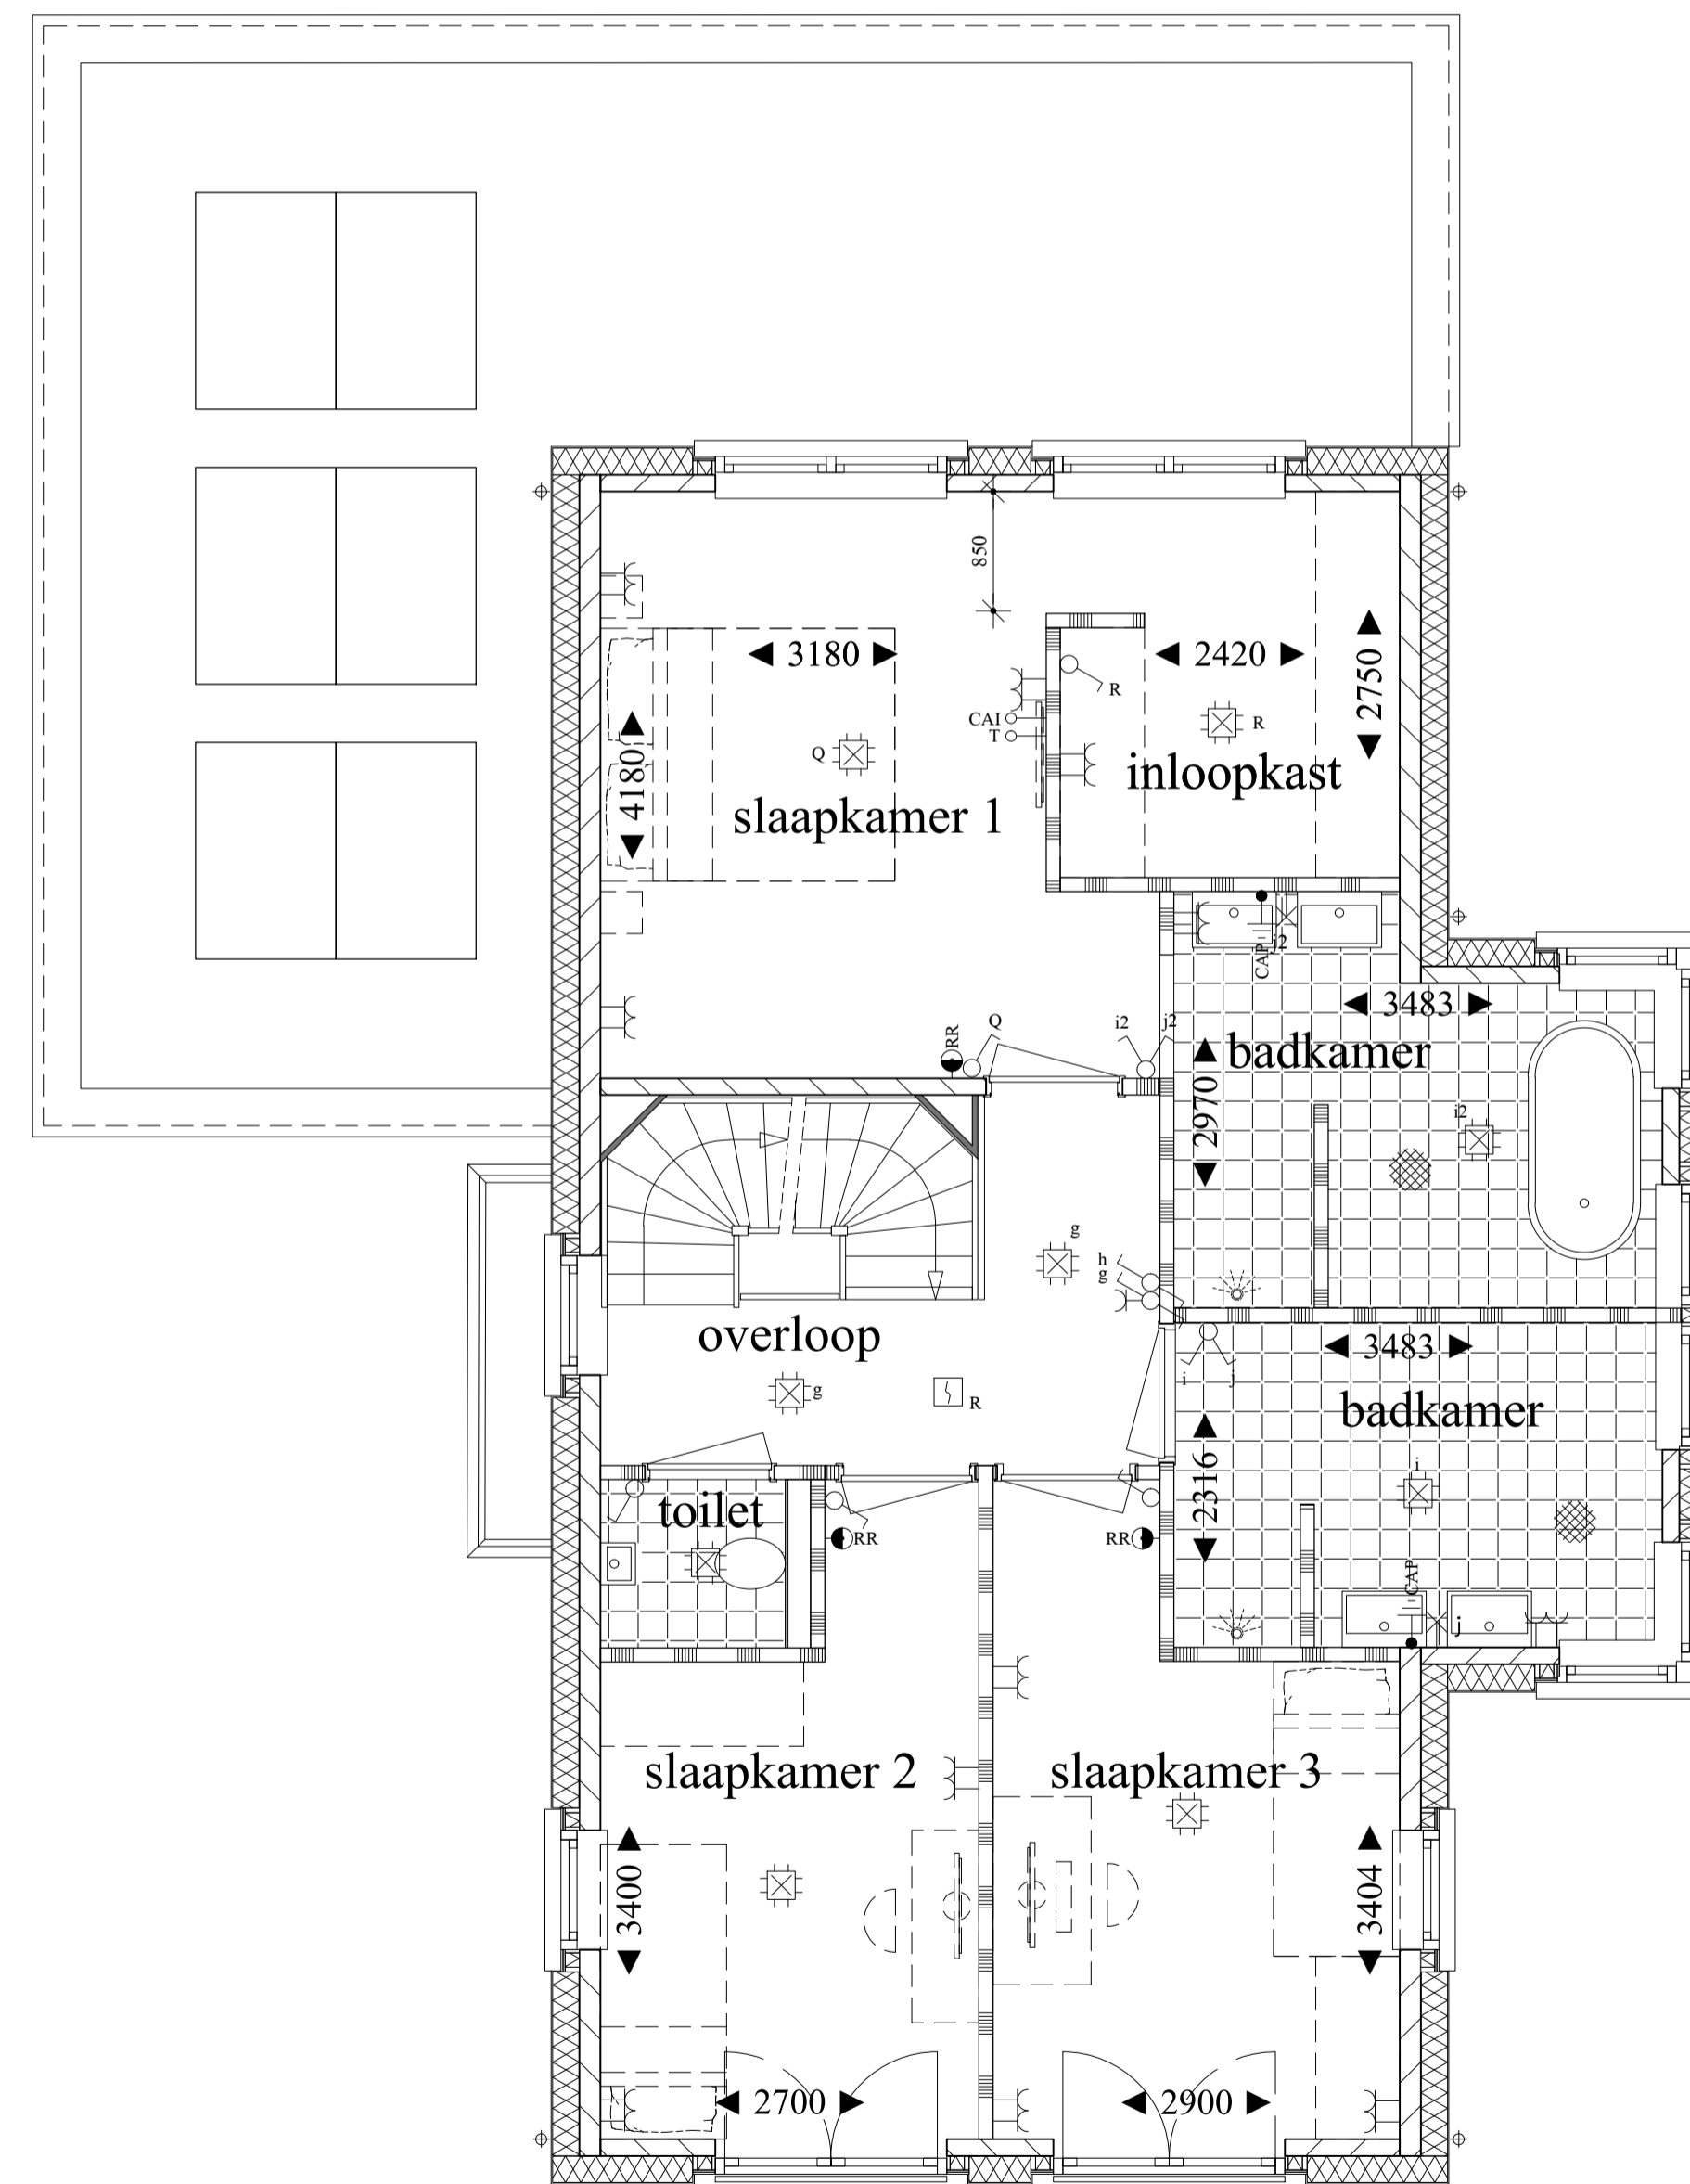 850
3180
2420
2750
R
CAI
T
R
Q
4180
inloopkast
slaapkamer 1
j2
CAP
3483
RR
Q
i2
j2
badkamer
2970
i2
g
h
g
overloop
3483
i
j
g
R
badkamer
2316
i
toilet
RR
RR
CAP
j
slaapkamer 2
slaapkamer 3
3400
3404
2700
2900